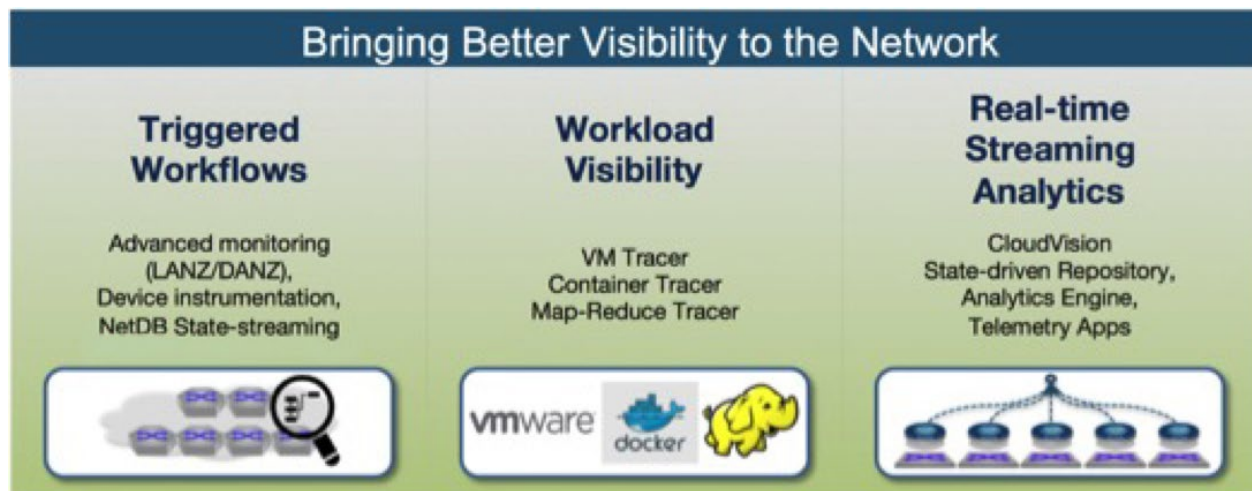 Bringing Better Visibility to the Network
Triggered
Workflows
Advanced monitoring
(LANZ/DANZ),
Device instrumentation,
NetDB State-streaming
Workload
Visibility
VM Tracer
Container Tracer
Map-Reduce Tracer
vmware
docker
Real-time
Streaming
Analytics
CloudVision
State-driven Repository,
Analytics Engine,
Telemetry Apps